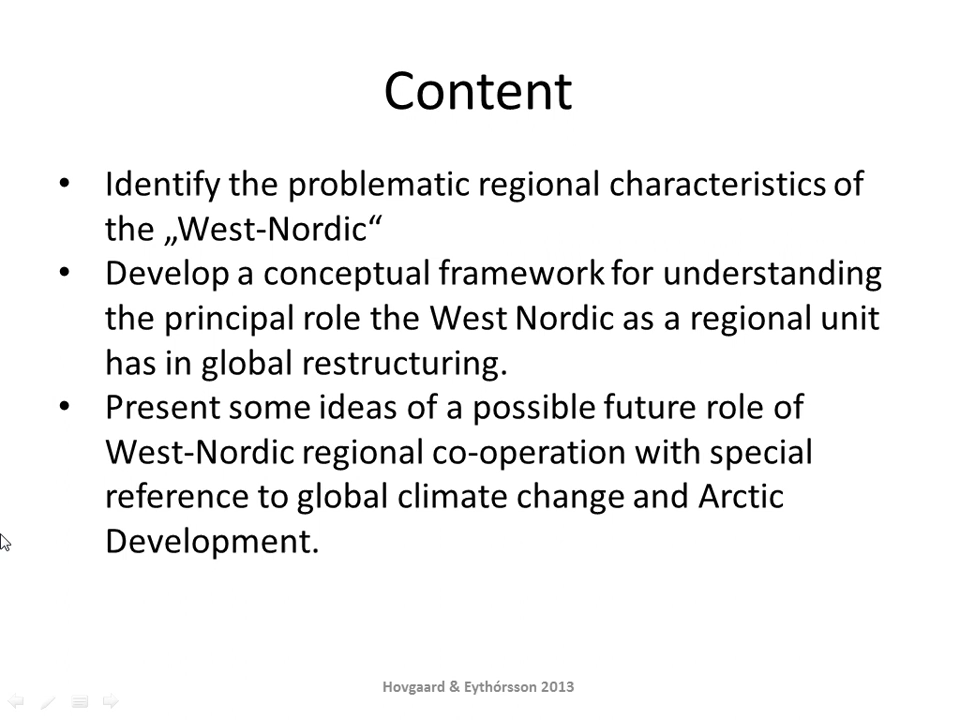 Content
• Identify the problematic regional characteristics of
the „West-Nordic“
• Develop a conceptual framework for understanding
the principal role the West Nordic as a regional unit
has in global restructuring.
• Present some ideas of a possible future role of
West-Nordic regional co-operation with special
reference to global climate change and Arctic
Development.
Hovgaard & Eythórsson 2013